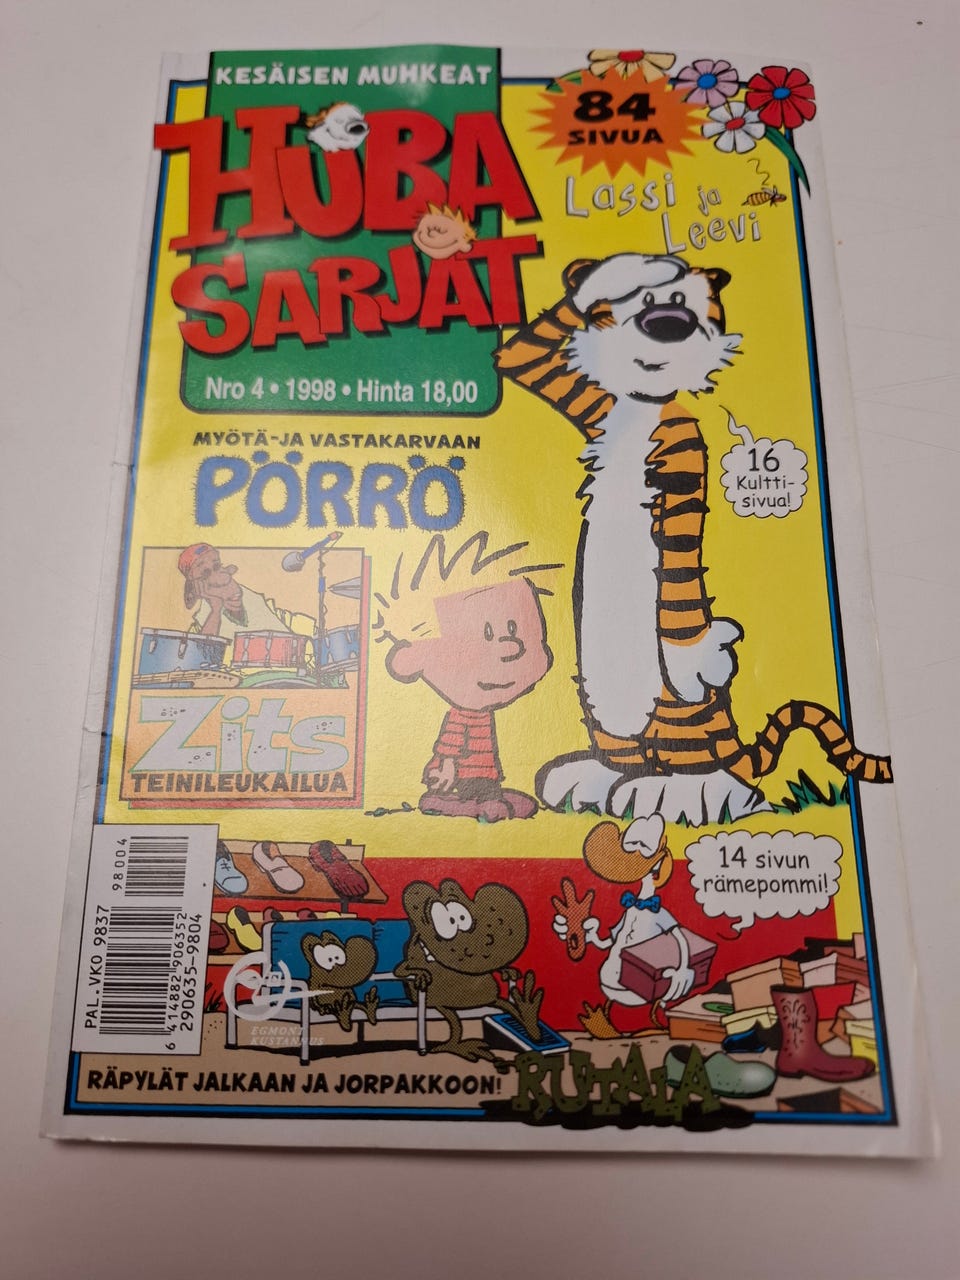 KESÄISEN MUHKEAT
HUBA
SARJAT
Nro 4 • 1998 • Hinta 18,00
84
SIVUA
Lassi ja
Leevi
MYÖTÄ-JA VASTAKARVAAN
PÖRRÖ
16
Kultti-
sivua!
Zits
TEINILEUKAILUA
14 sivun
rämepommi!
98004
PAL.VKO 9837
6 414882 906352
290635-9804
EGMONT
KUSTANNUS
RÄPYLÄT JALKAAN JA JORPAKKOON!
RUTALA